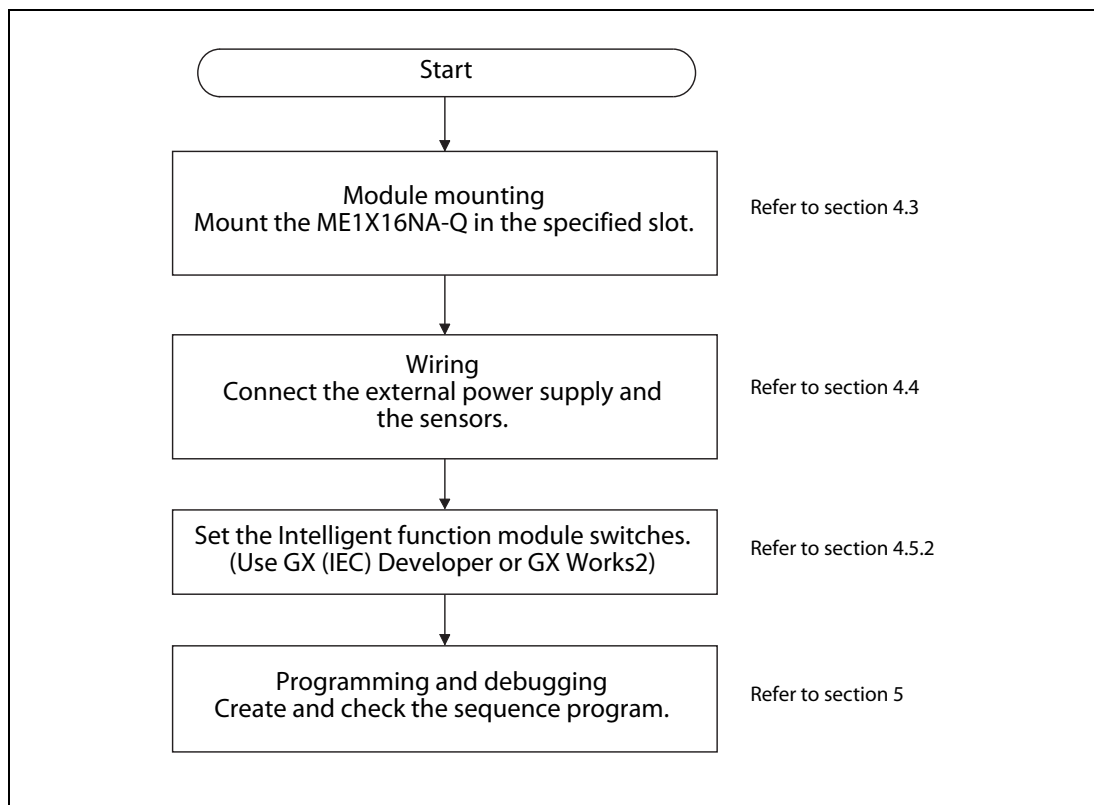 Start
Module mounting
Mount the ME1X16NA-Q in the specified slot.
Refer to section 4.3
Wiring
Connect the external power supply and
the sensors.
Refer to section 4.4
Set the Intelligent function module switches.
(Use GX (IEC) Developer or GX Works2)
Refer to section 4.5.2
Programming and debugging
Create and check the sequence program.
Refer to section 5